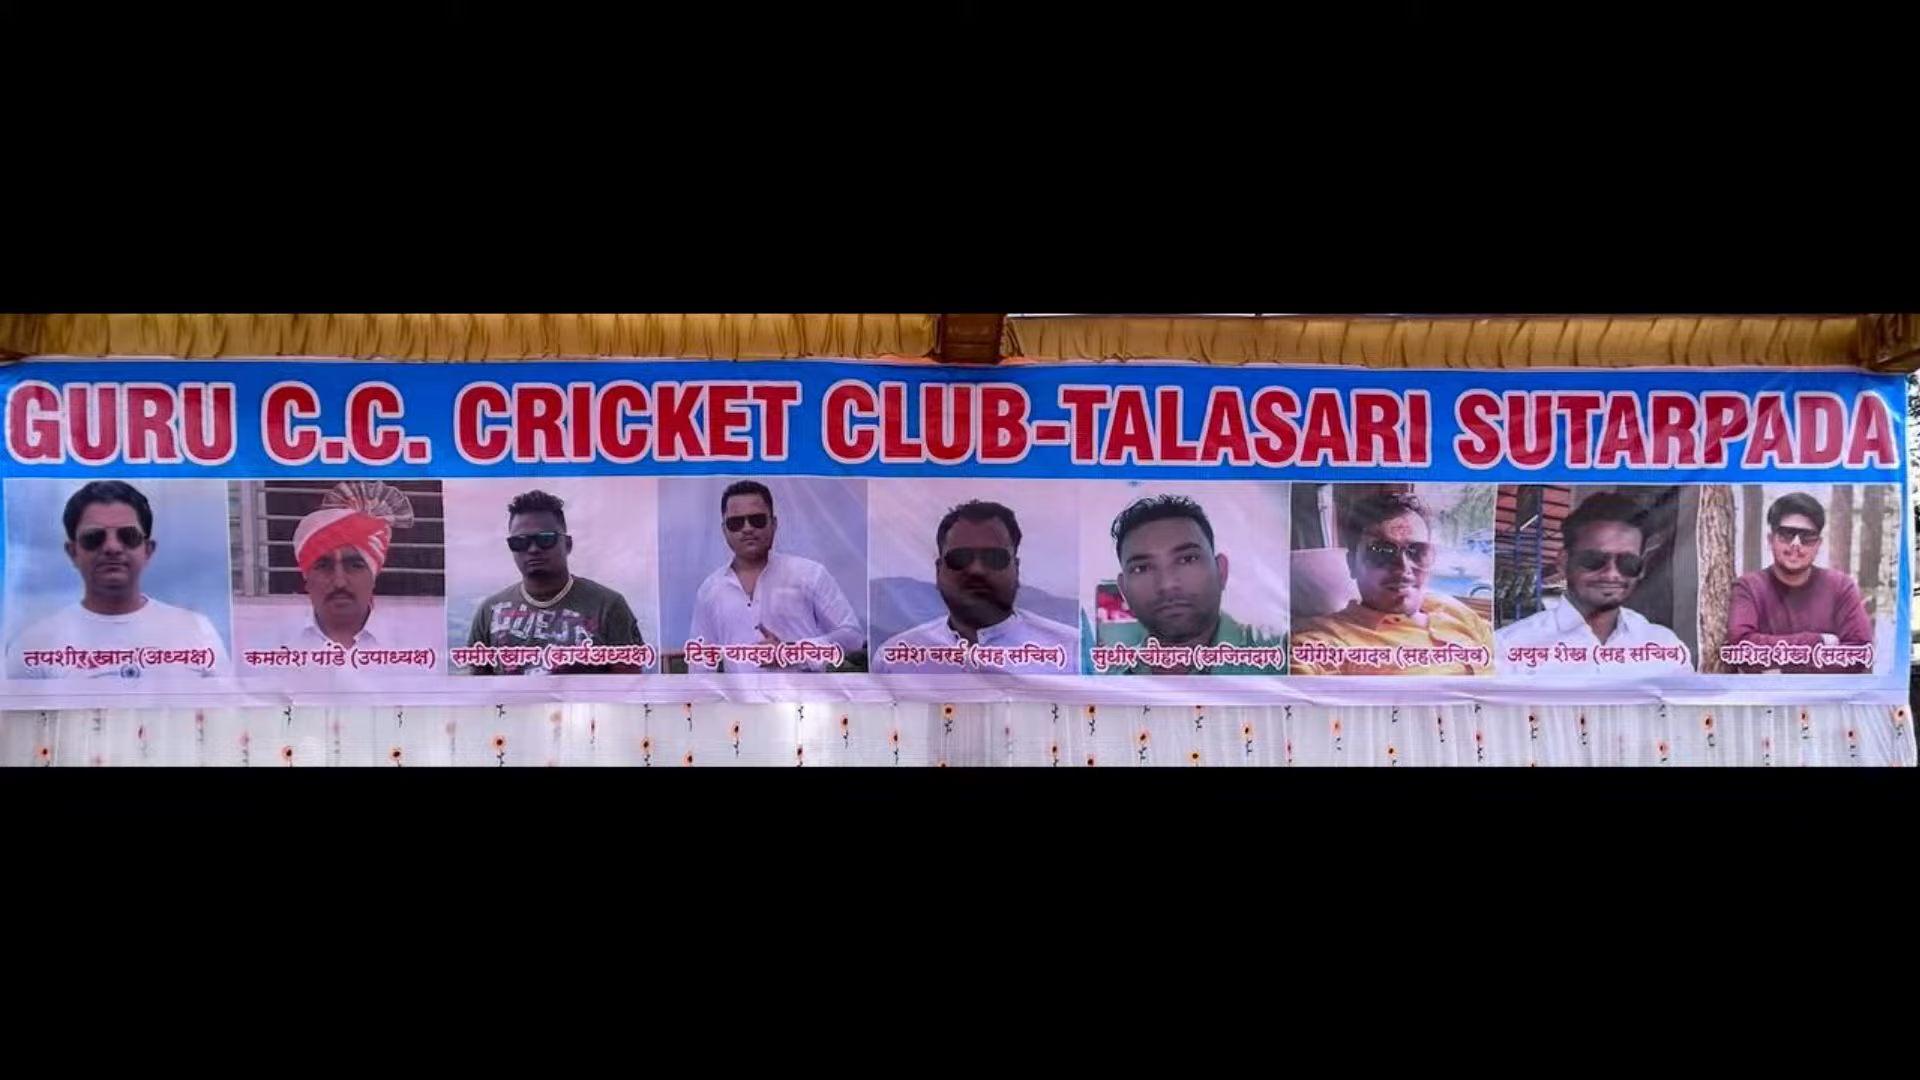 GURU C.C. CRICKET CLUB-TALASARI SUTARPADA
तपशीर खान (अध्यक्ष) कमलेश पांडे (उपाध्यक्ष) समीर खान (कार्यअध्यक्ष) टिंकु यादव (सचिव) उमेश बरई (सह सचिव) सुधीर चौहान (खजिनदार) योगेश यादव (सह सचिव) अयुब शेख (सह सचिव) वाशिद शेख (सदस्य)